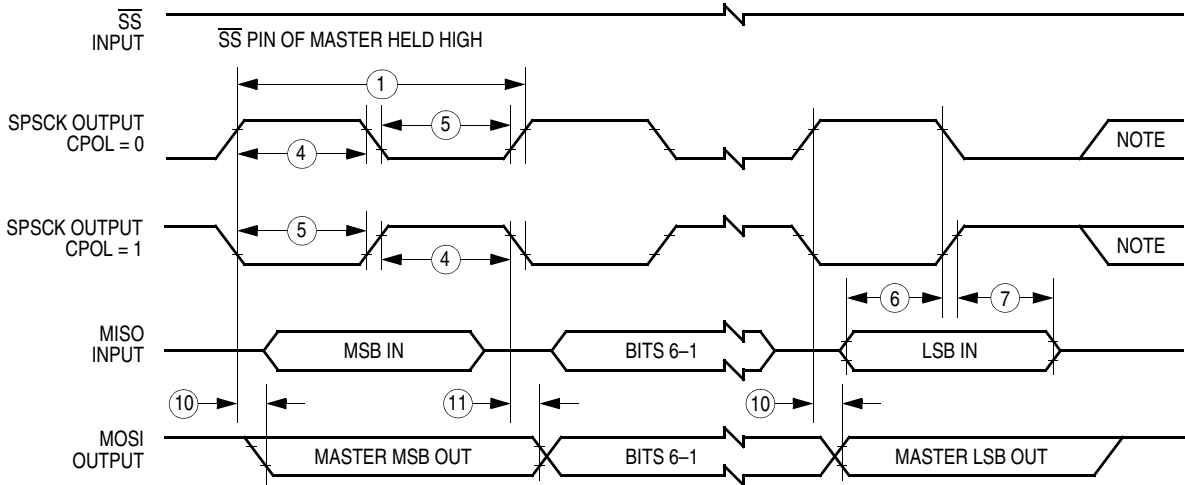 SS
INPUT
SS PIN OF MASTER HELD HIGH
1
SPSCK OUTPUT
CPOL = 0
5
4
NOTE
SPSCK OUTPUT
CPOL = 1
5
4
NOTE
6
7
MISO
INPUT
MSB IN
BITS 6–1
LSB IN
10
11
10
MOSI
OUTPUT
MASTER MSB OUT
BITS 6–1
MASTER LSB OUT